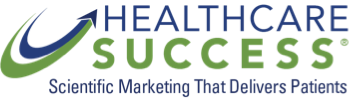 HEALTHCARE
SUCCESS®
Scientific Marketing That Delivers Patients